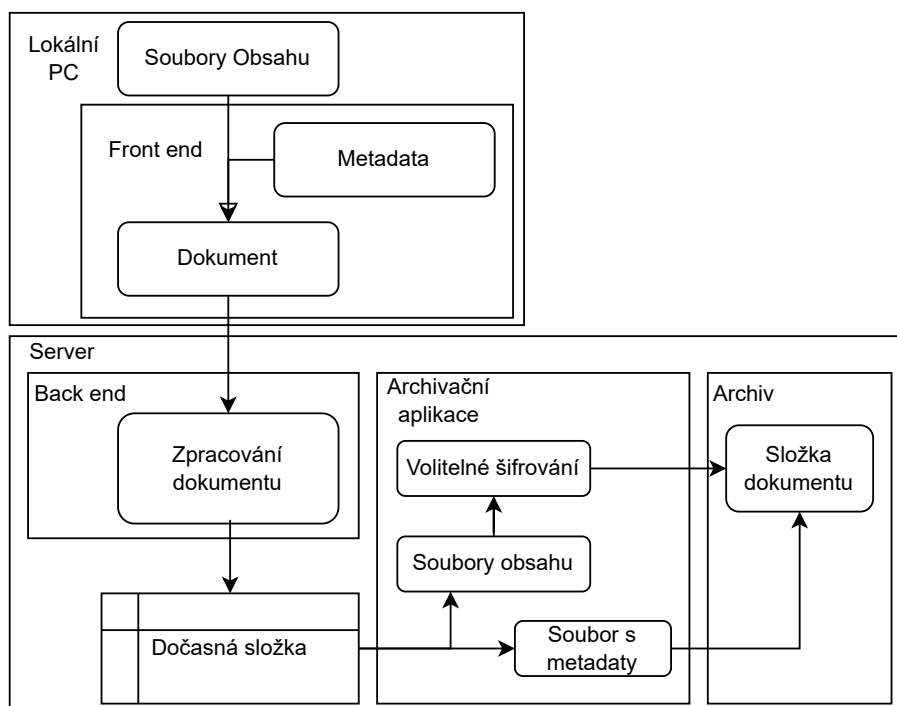 Lokální
PC
Soubory Obsahu
Front end
Metadata
Dokument
Server
Back end
Zpracování
dokumentu
Dočasná složka
Archivační
aplikace
Volitelné šifrování
Soubory obsahu
Soubor s
metadaty
Archiv
Složka
dokumentu